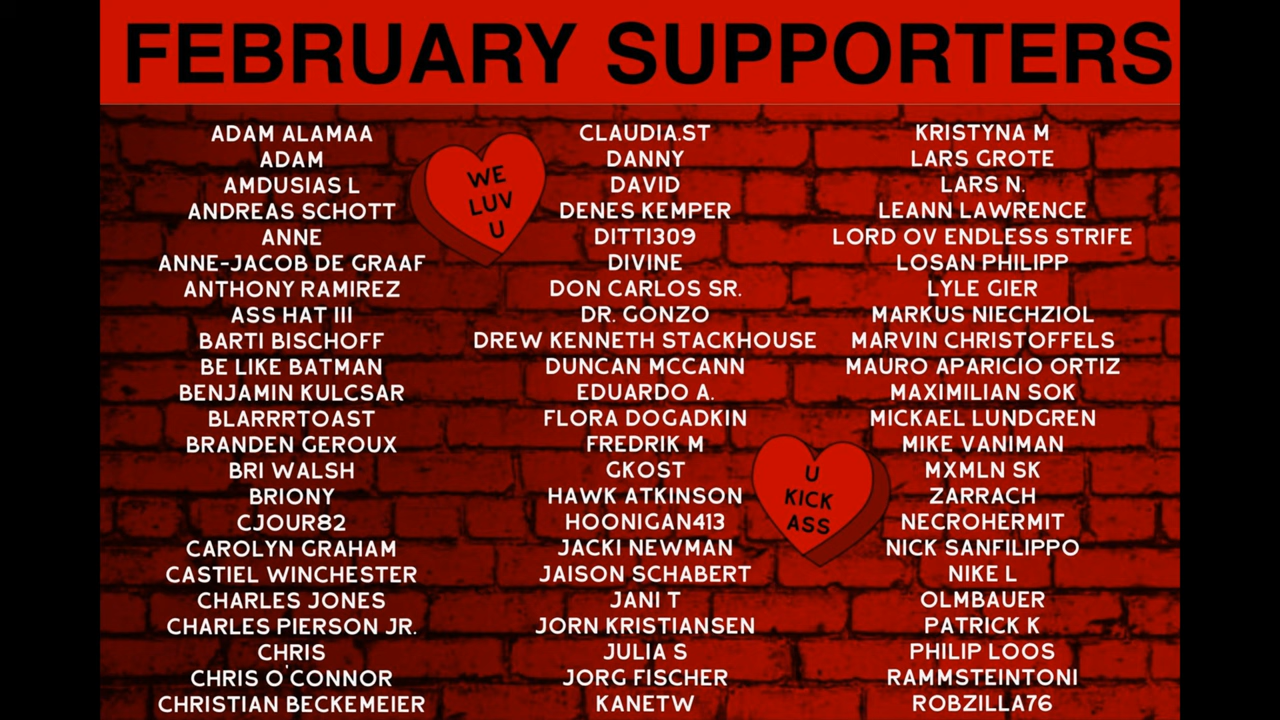 FEBRUARY SUPPORTERS
ADAM ALAMAA
ADAM
AMDUSIAS L
ANDREAS SCHOTT
ANNE
ANNE-JACOB DE GRAAF
ANTHONY RAMIREZ
ASS HAT III
BARTI BISCHOFF
BE LIKE BATMAN
BENJAMIN KULCSAR
BLARRRTOAST
BRANDEN GEROUX
BRI WALSH
BRIONY
CJOUR82
CAROLYN GRAHAM
CASTIEL WINCHESTER
CHARLES JONES
CHARLES PIERSON JR.
CHRIS
CHRIS O'CONNOR
CHRISTIAN BECKEMEIER
WE
LUV
U
CLAUDIA.ST
DANNY
DAVID
DENES KEMPER
DITTI309
DIVINE
DON CARLOS SR.
DR. GONZO
DREW KENNETH STACKHOUSE
DUNCAN MCCANN
EDUARDO A.
FLORA DOGADKIN
FREDRIK M
GKOST
HAWK ATKINSON
HOONIGAN413
JACKI NEWMAN
JAISON SCHABERT
JANI T
JORN KRISTIANSEN
JULIA S
JORG FISCHER
KANETW
U
KICK
ASS
KRISTYNA M
LARS GROTE
LARS N.
LEANN LAWRENCE
LORD OV ENDLESS STRIFE
LOSAN PHILIPP
LYLE GIER
MARKUS NIECHZIOL
MARVIN CHRISTOFFELS
MAURO APARICIO ORTIZ
MAXIMILIAN SOK
MICKAEL LUNDGREN
MIKE VANIMAN
MXMLN SK
ZARRACH
NECROHERMIT
NICK SANFILIPPO
NIKE L
OLMBAUER
PATRICK K
PHILIP LOOS
RAMMSTEINTONI
ROBZILLA76